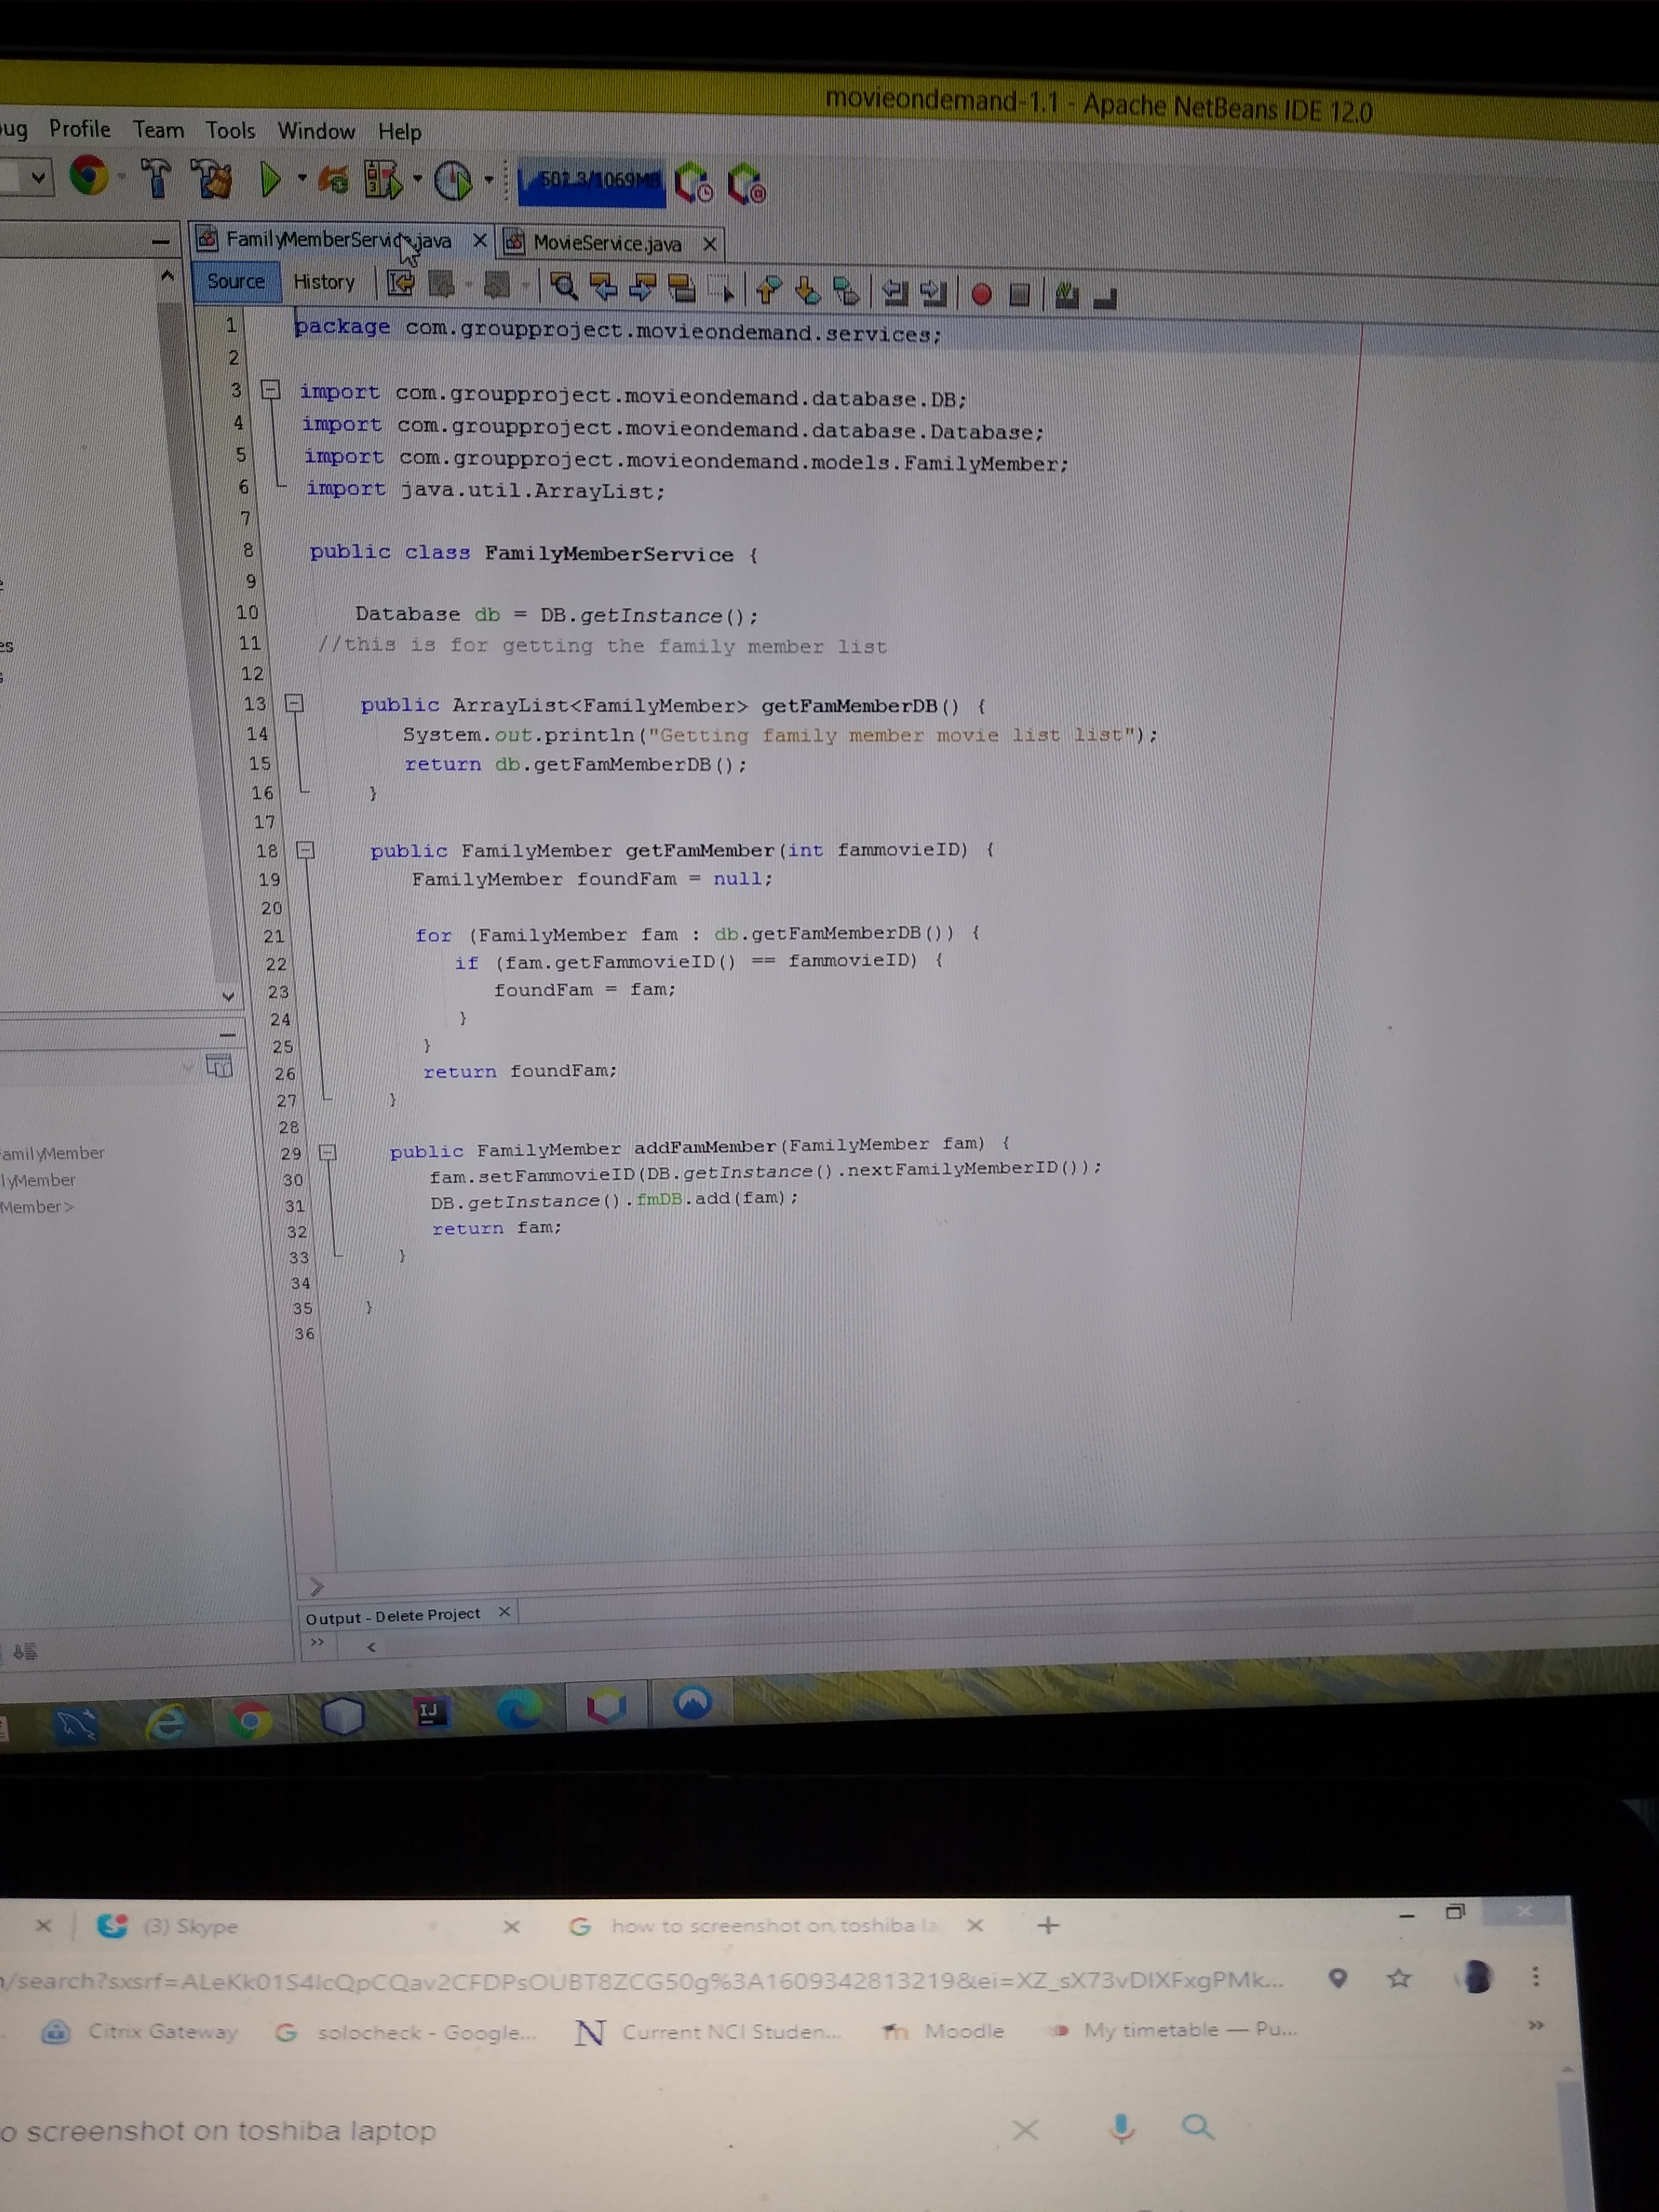 movieondemand-1.1 - Apache NetBeans IDE 12.0
ug Profile Team Tools Window Help
502.3/1069MB
FamilyMemberService.java
MovieService.java
Source History
1 package com.groupproject.movieondemand.services;
2
3 import com.groupproject.movieondemand.database.DB;
4 import com.groupproject.movieondemand.database.Database;
5 import com.groupproject.movieondemand.models.FamilyMember;
6 import java.util.ArrayList;
7
8 public class FamilyMemberService {
9
10 Database db = DB.getInstance();
11 //this is for getting the family member list
12
13 public ArrayList<FamilyMember> getFamMemberDB() {
14 System.out.println("Getting family member movie list list");
15 return db.getFamMemberDB();
16 }
17
18 public FamilyMember getFamMember(int fammovieID) {
19 FamilyMember foundFam = null;
20
21 for (FamilyMember fam : db.getFamMemberDB()) {
22 if (fam.getFammovieID() == fammovieID) {
23 foundFam = fam;
24 }
25 }
26 return foundFam;
27 }
28
29 public FamilyMember addFamMember(FamilyMember fam) {
30 fam.setFammovieID(DB.getInstance().nextFamilyMemberID());
31 DB.getInstance().fmDB.add(fam);
32 return fam;
33 }
34
35 }
36
es
amilyMember
lyMember
Member>
Output - Delete Project
IJ
(3) Skype
how to screenshot on toshiba la
/search?sxsrf=ALeKk01S4IcQpCQav2CFDPsOUBT8ZCG50g%3A1609342813219&ei=XZ_sX73vDIXFxgPMk...
Citrix Gateway
solocheck - Google...
N Current NCI Studen...
Moodle
My timetable — Pu...
o screenshot on toshiba laptop